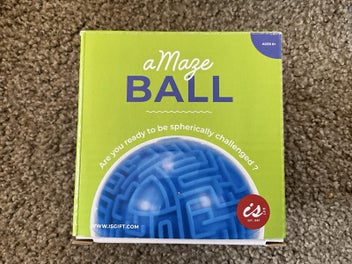 AGES 6+
aMaze
BALL
Are you ready to be spherically challenged ?
is
WWW.ISGIFT.COM